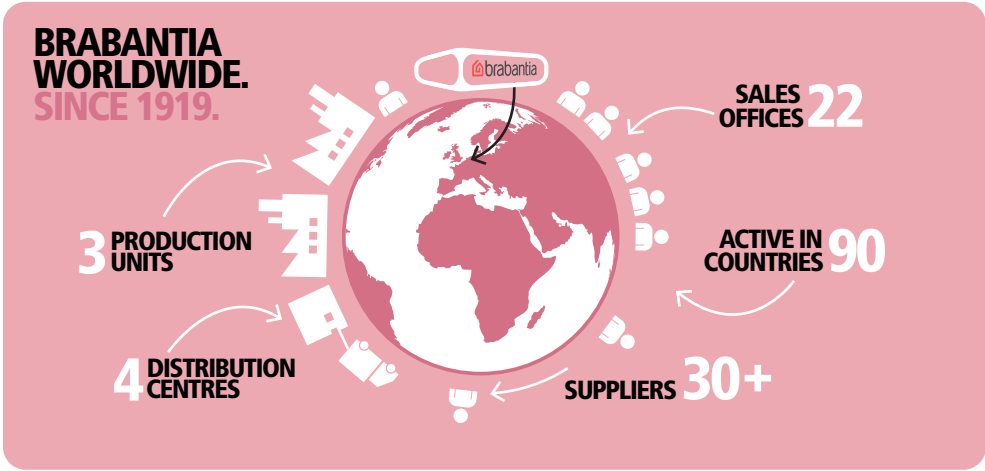 BRABANTIA
WORLDWIDE.
SINCE 1919.
brabantia
SALES
OFFICES 22
3 PRODUCTION
UNITS
ACTIVE IN
COUNTRIES 90
4 DISTRIBUTION
CENTRES
SUPPLIERS 30+